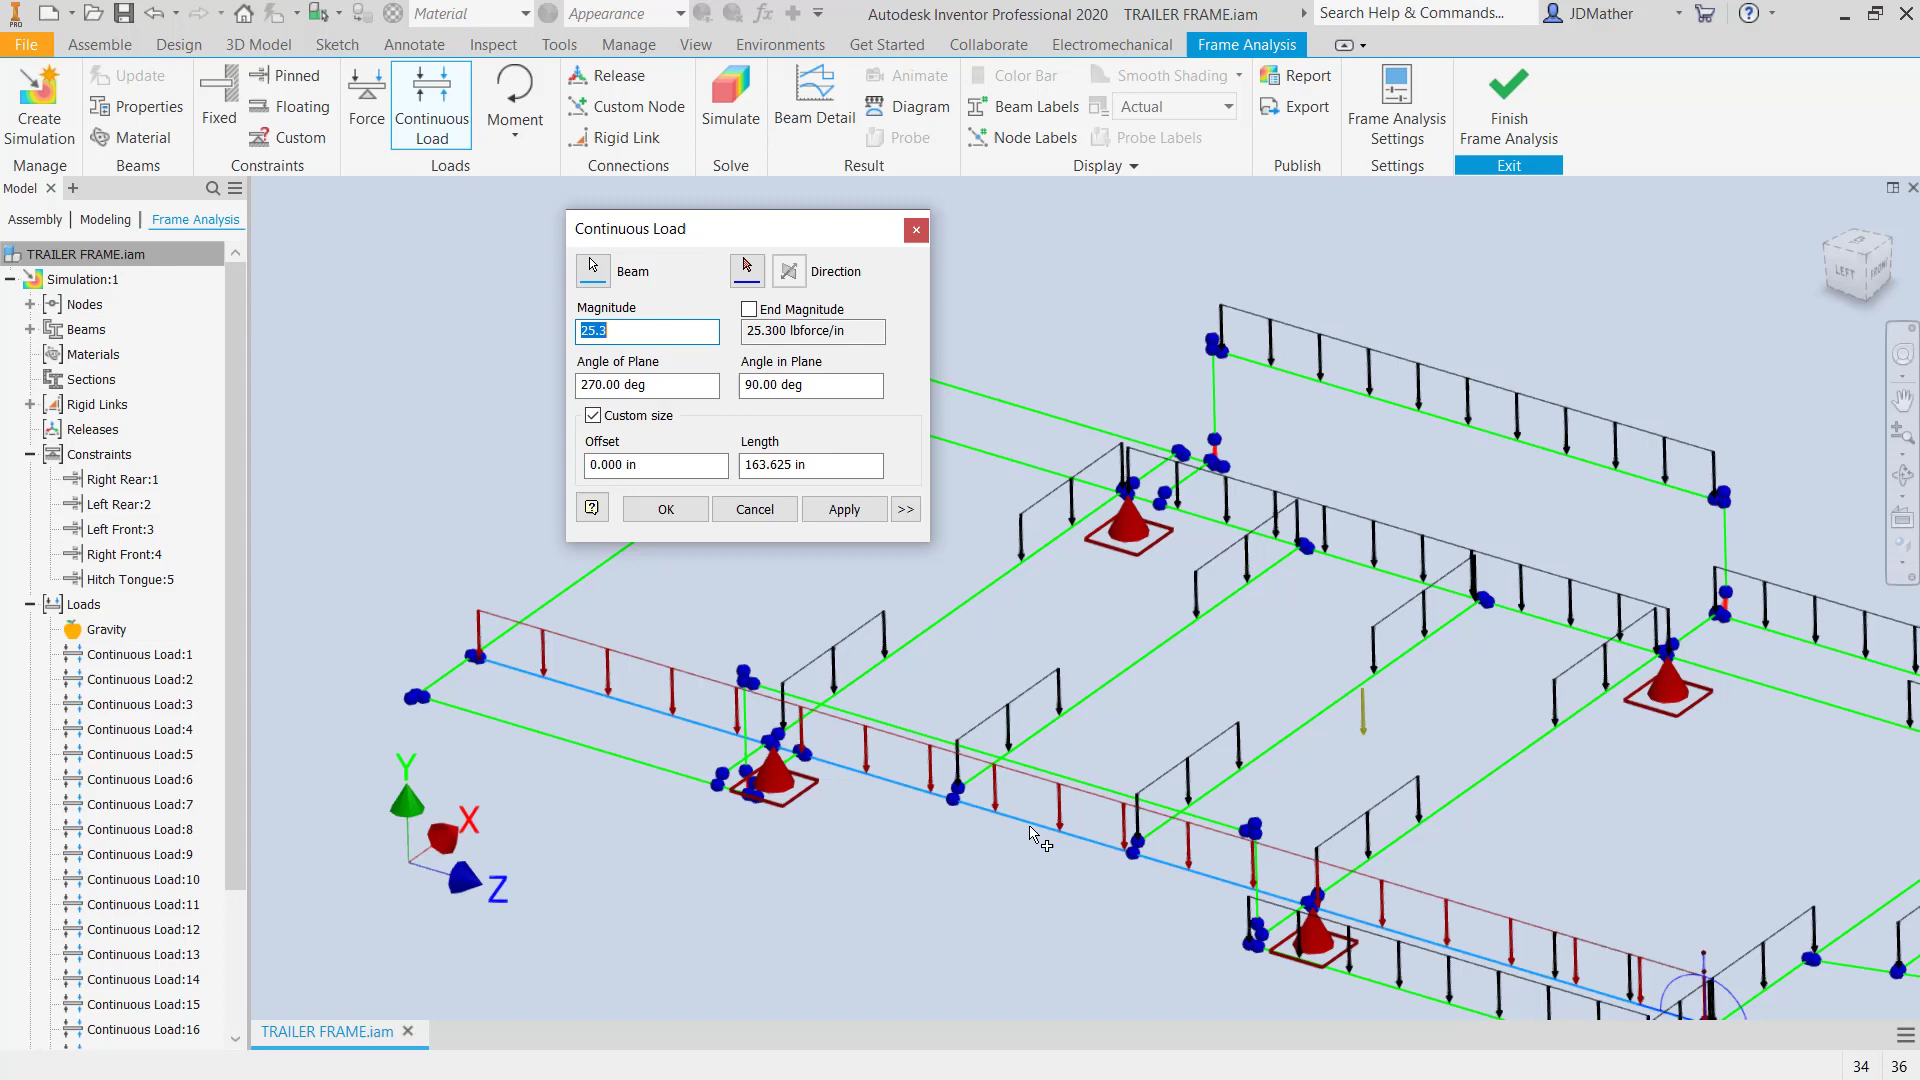 PRO
Material
Appearance
fx
Autodesk Inventor Professional 2020 TRAILER FRAME.iam
Search Help & Commands...
JDMather
File Assembly Design 3D Model Sketch Annotate Inspect Tools Manage View Environments Get Started Collaborate Electromechanical Frame Analysis
Create Simulation
Update
Properties
Material
Fixed
Pinned
Floating
Custom
Force
Continuous Load
Moment
Release
Custom Node
Rigid Link
Simulate
Beam Detail
Animate
Diagram
Probe
Color Bar
Beam Labels
Node Labels
Smooth Shading
Actual
Probe Labels
Report
Export
Frame Analysis Settings
Finish Frame Analysis
Manage Beams Constraints Loads Connections Solve Result Display Publish Settings Exit
Model
Assembly Modeling Frame Analysis
TRAILER FRAME.iam
Simulation:1
Nodes
Beams
Materials
Sections
Rigid Links
Releases
Constraints
Right Rear:1
Left Rear:2
Left Front:3
Right Front:4
Hitch Tongue:5
Loads
Gravity
Continuous Load:1
Continuous Load:2
Continuous Load:3
Continuous Load:4
Continuous Load:5
Continuous Load:6
Continuous Load:7
Continuous Load:8
Continuous Load:9
Continuous Load:10
Continuous Load:11
Continuous Load:12
Continuous Load:13
Continuous Load:14
Continuous Load:15
Continuous Load:16
Continuous Load
Beam Direction
Magnitude End Magnitude
25.3 25.300 lbforce/in
Angle of Plane Angle in Plane
270.00 deg 90.00 deg
Custom size
Offset Length
0.000 in 163.625 in
OK Cancel Apply >>
LEFT FRONT
Y
X
Z
TRAILER FRAME.iam
34 36